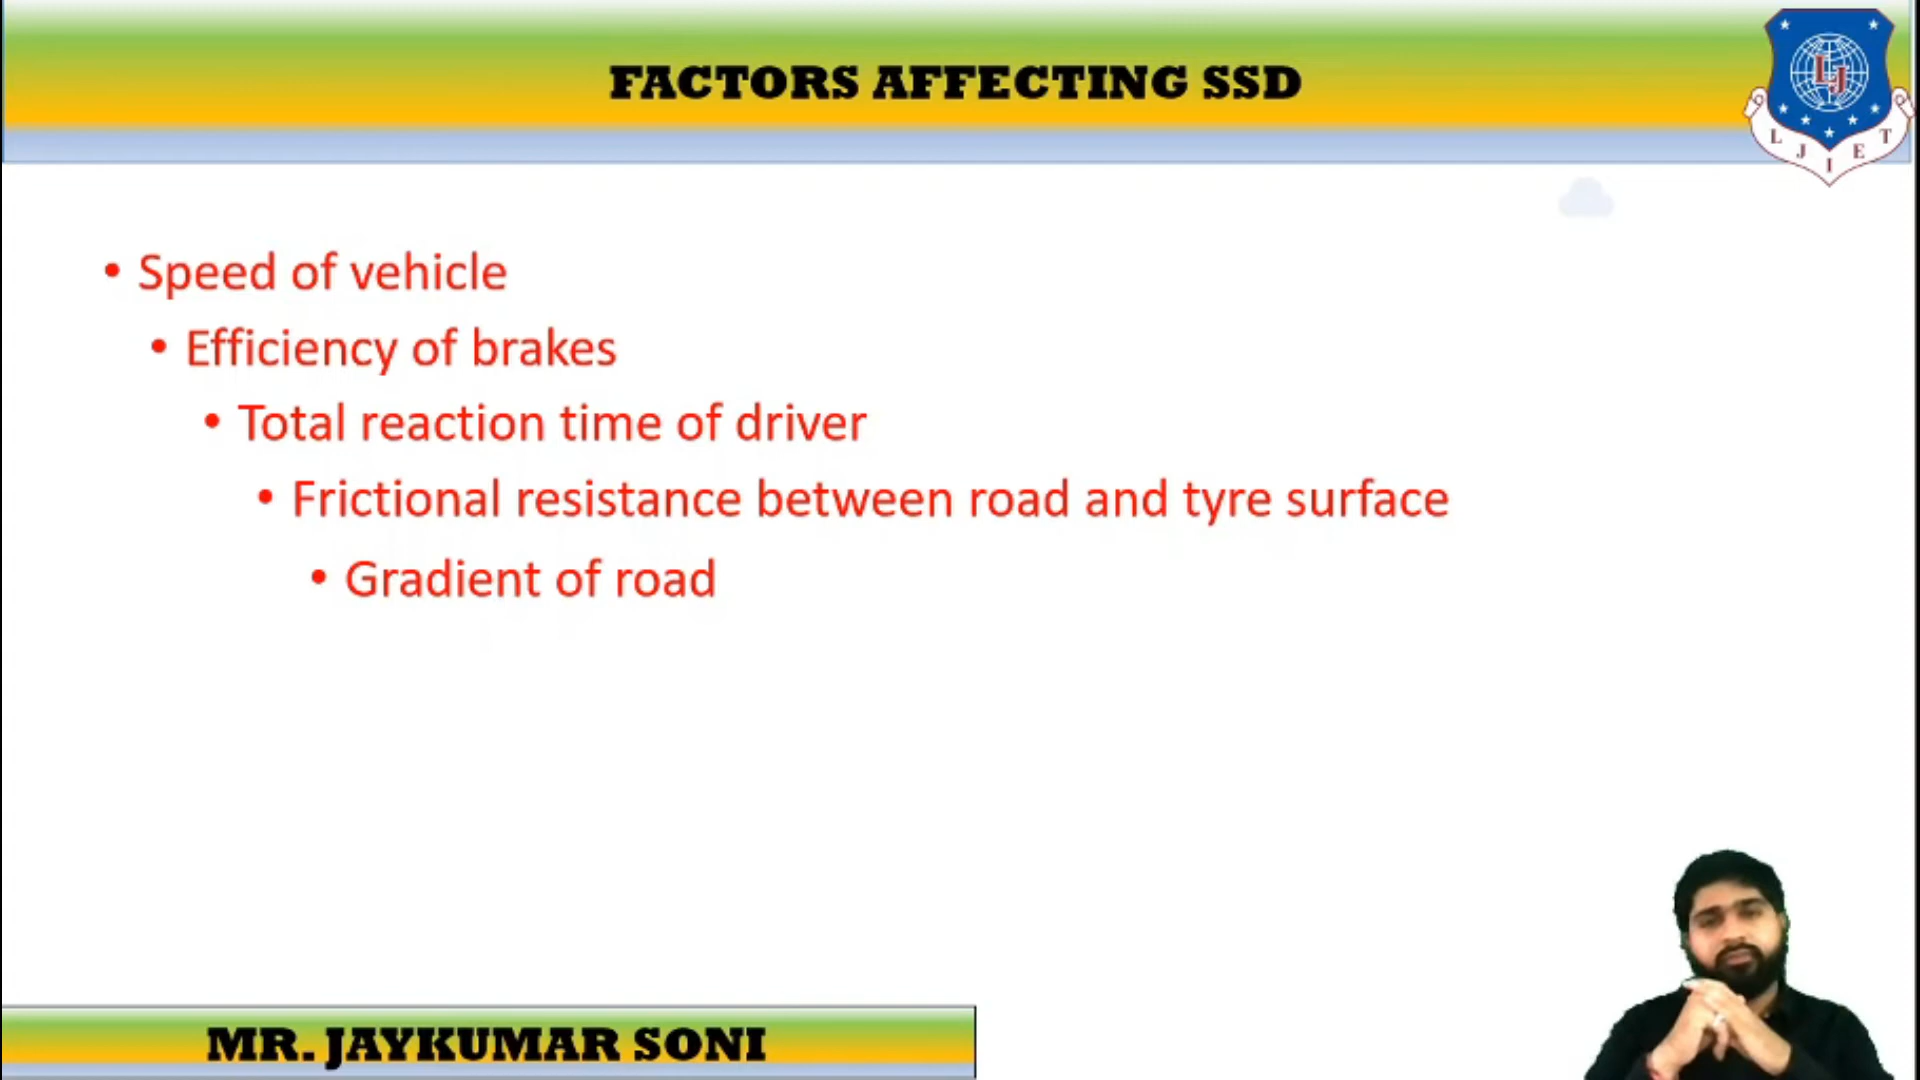 FACTORS AFFECTING SSD
LJ
L J I E T
• Speed of vehicle
• Efficiency of brakes
• Total reaction time of driver
• Frictional resistance between road and tyre surface
• Gradient of road
MR. JAYKUMAR SONI